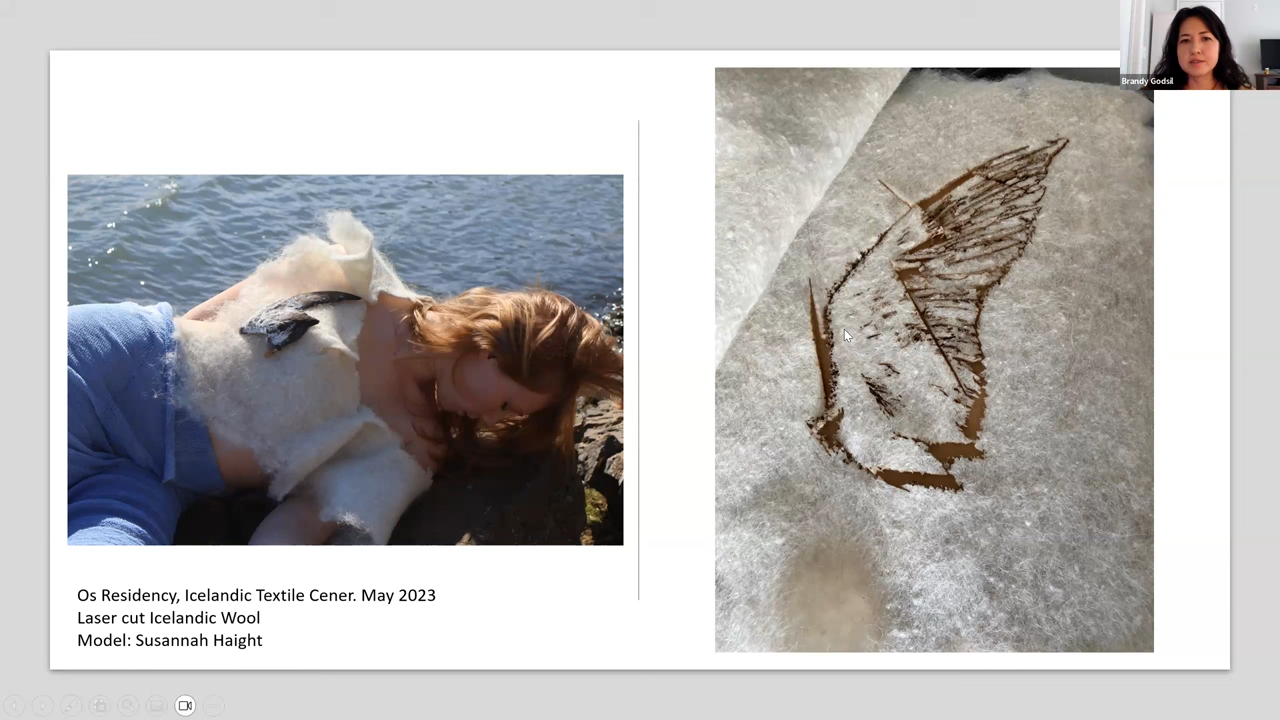 Brandy Godsil
Os Residency, Icelandic Textile Cener. May 2023
Laser cut Icelandic Wool
Model: Susannah Haight